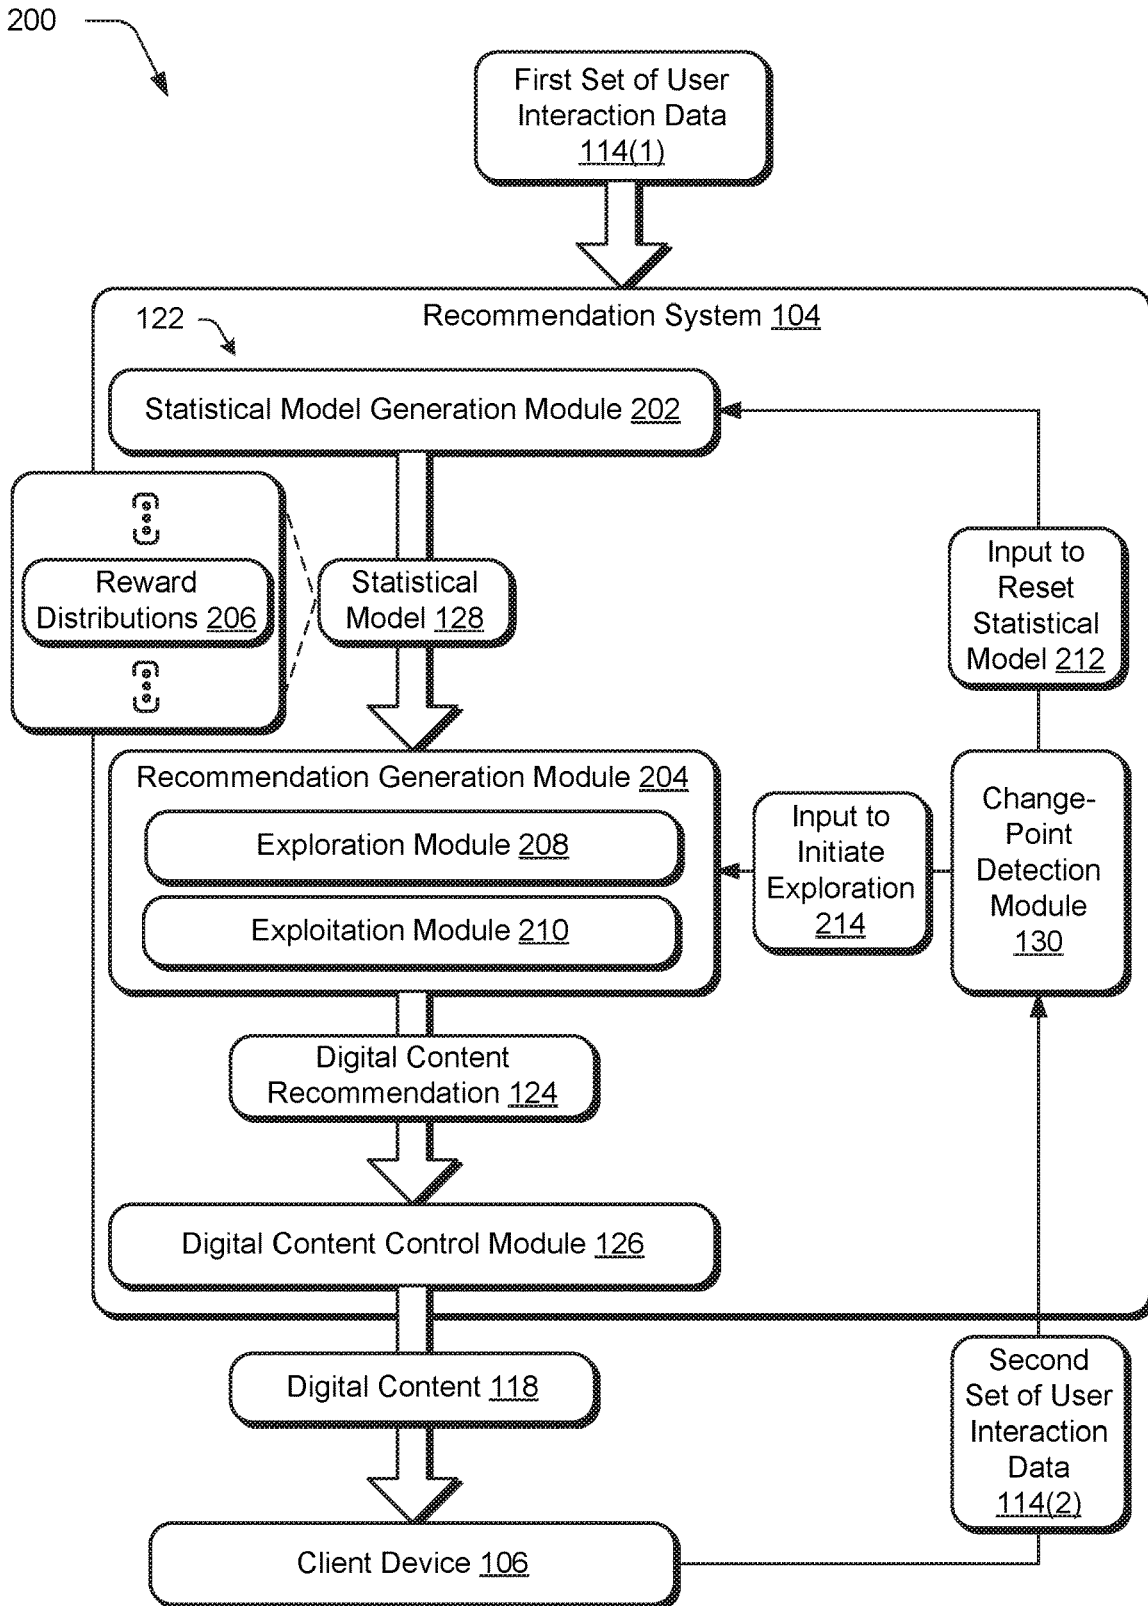 200
First Set of User
Interaction Data
114(1)
Recommendation System 104
122
Statistical Model Generation Module 202
Reward
Distributions 206
Statistical
Model 128
Input to
Reset
Statistical
Model 212
Recommendation Generation Module 204
Exploration Module 208
Exploitation Module 210
Input to
Initiate
Exploration
214
Change-
Point
Detection
Module
130
Digital Content
Recommendation 124
Digital Content Control Module 126
Digital Content 118
Second
Set of User
Interaction
Data
114(2)
Client Device 106